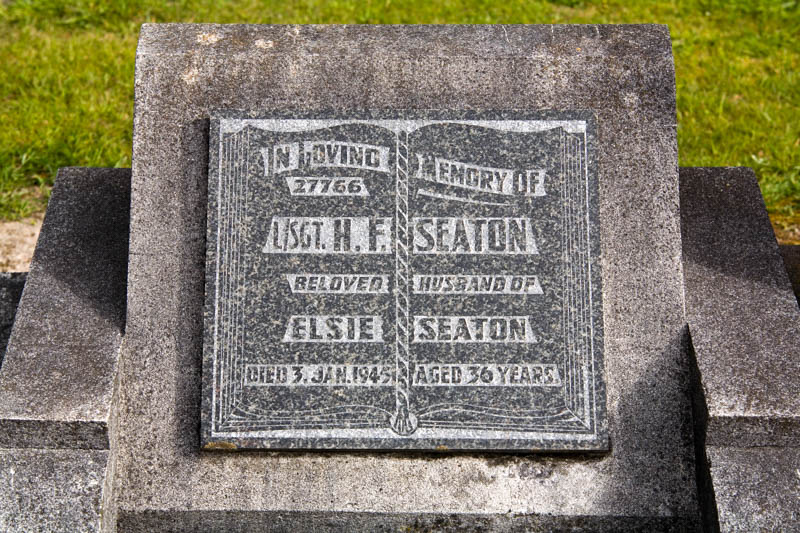 IN LOVING MEMORY OF
27766
L/SGT. H. F. SEATON
BELOVED HUSBAND OF
ELSIE SEATON
DIED 3. JAN. 1945 AGED 36 YEARS